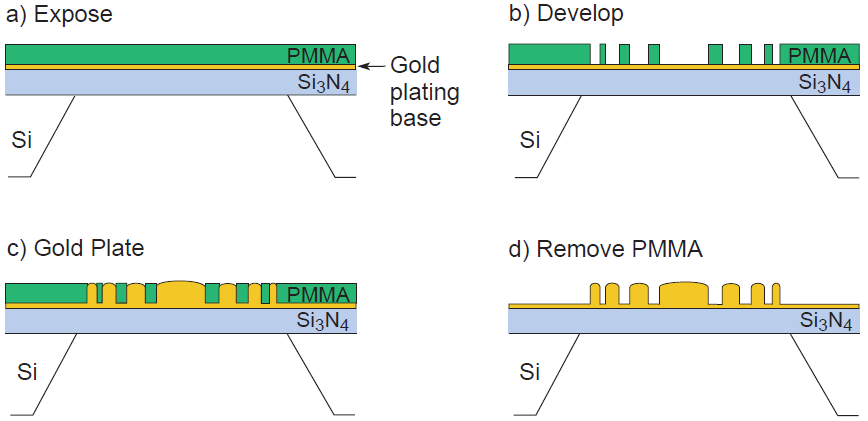 a) Expose
PMMA
Si₃N₄
Gold
plating
base
Si
b) Develop
PMMA
Si₃N₄
Si
c) Gold Plate
PMMA
Si₃N₄
Si
d) Remove PMMA
Si₃N₄
Si